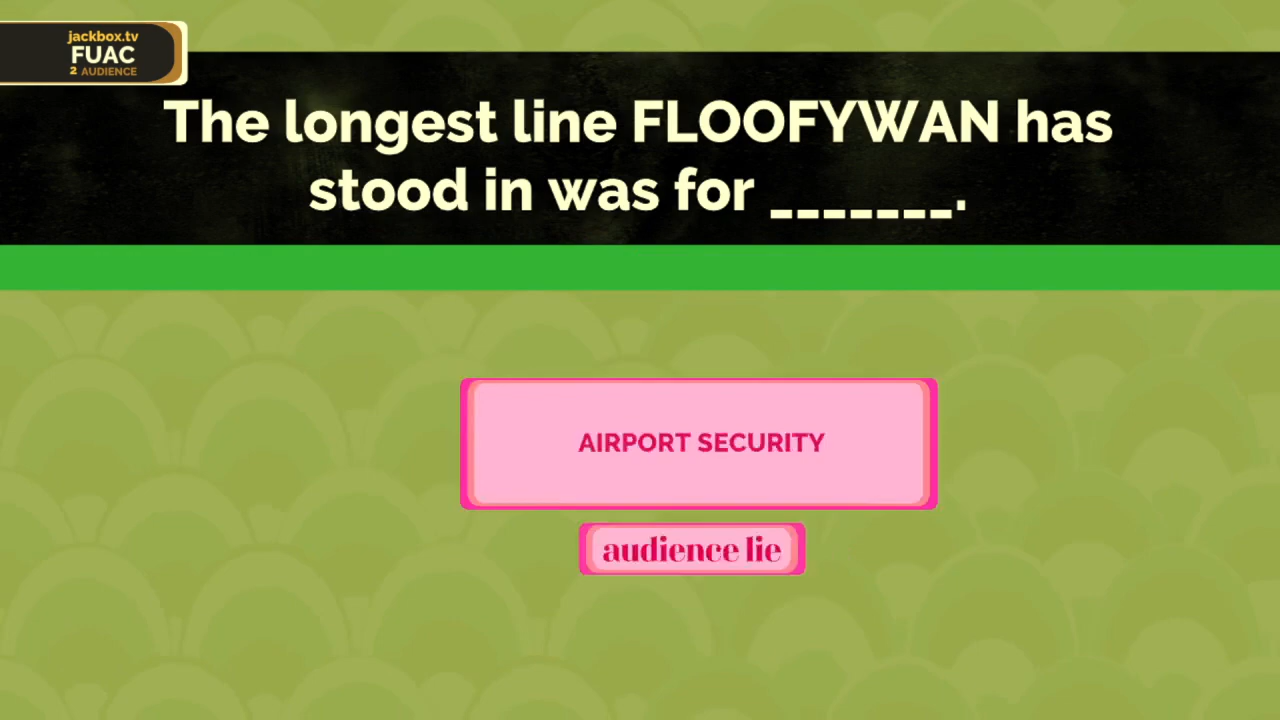 jackbox.tv
FUAC
2 AUDIENCE
The longest line FLOOFYWAN has
stood in was for _______.
AIRPORT SECURITY
audience lie